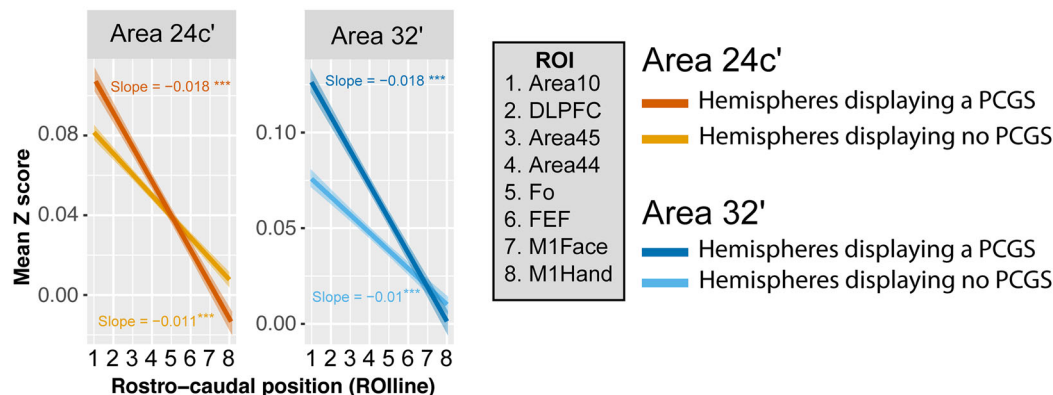 Area 24c'
Slope = −0.018 ***
0.08
0.04
0.00
Slope = −0.011***
1 2 3 4 5 6 7 8
Area 32'
Slope = −0.018 ***
0.10
0.05
0.00
Slope = −0.01***
1 2 3 4 5 6 7 8
Mean Z score
Rostro−caudal position (ROIline)
ROI
1. Area10
2. DLPFC
3. Area45
4. Area44
5. Fo
6. FEF
7. M1Face
8. M1Hand
Area 24c'
Hemispheres displaying a PCGS
Hemispheres displaying no PCGS
Area 32'
Hemispheres displaying a PCGS
Hemispheres displaying no PCGS